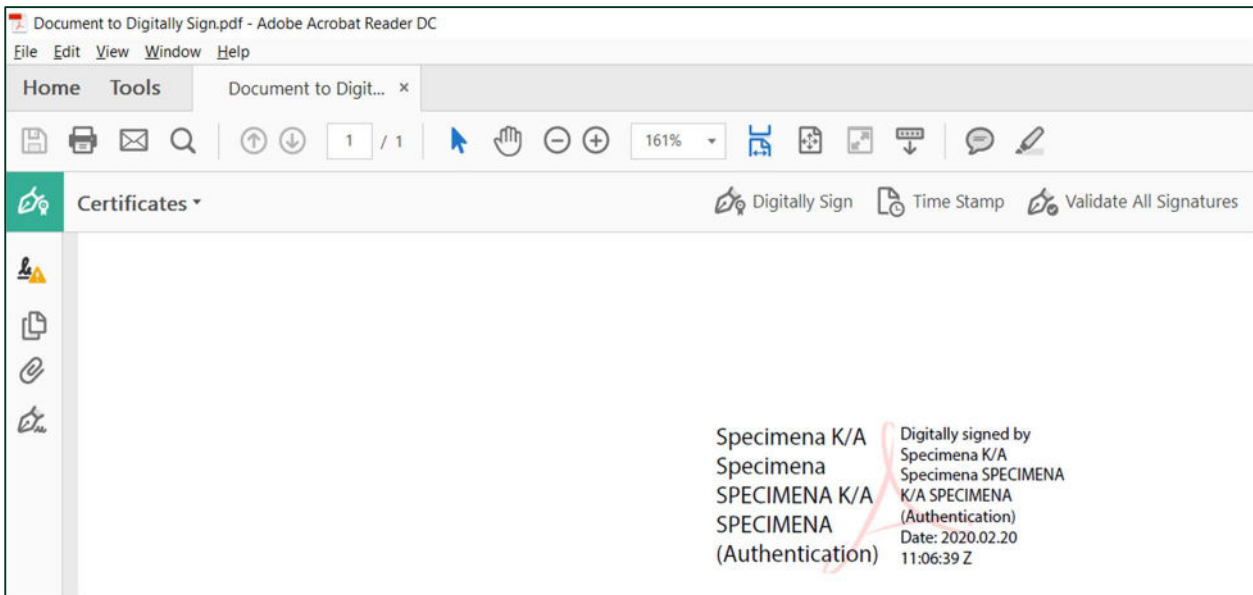 Document to Digitally Sign.pdf - Adobe Acrobat Reader DC
File Edit View Window Help
Home Tools Document to Digit... ×
1 / 1 161%
Certificates Digitally Sign Time Stamp Validate All Signatures
Specimena K/A
Specimena
SPECIMENA K/A
SPECIMENA
(Authentication)
Digitally signed by
Specimena K/A
Specimena SPECIMENA
K/A SPECIMENA
(Authentication)
Date: 2020.02.20
11:06:39 Z